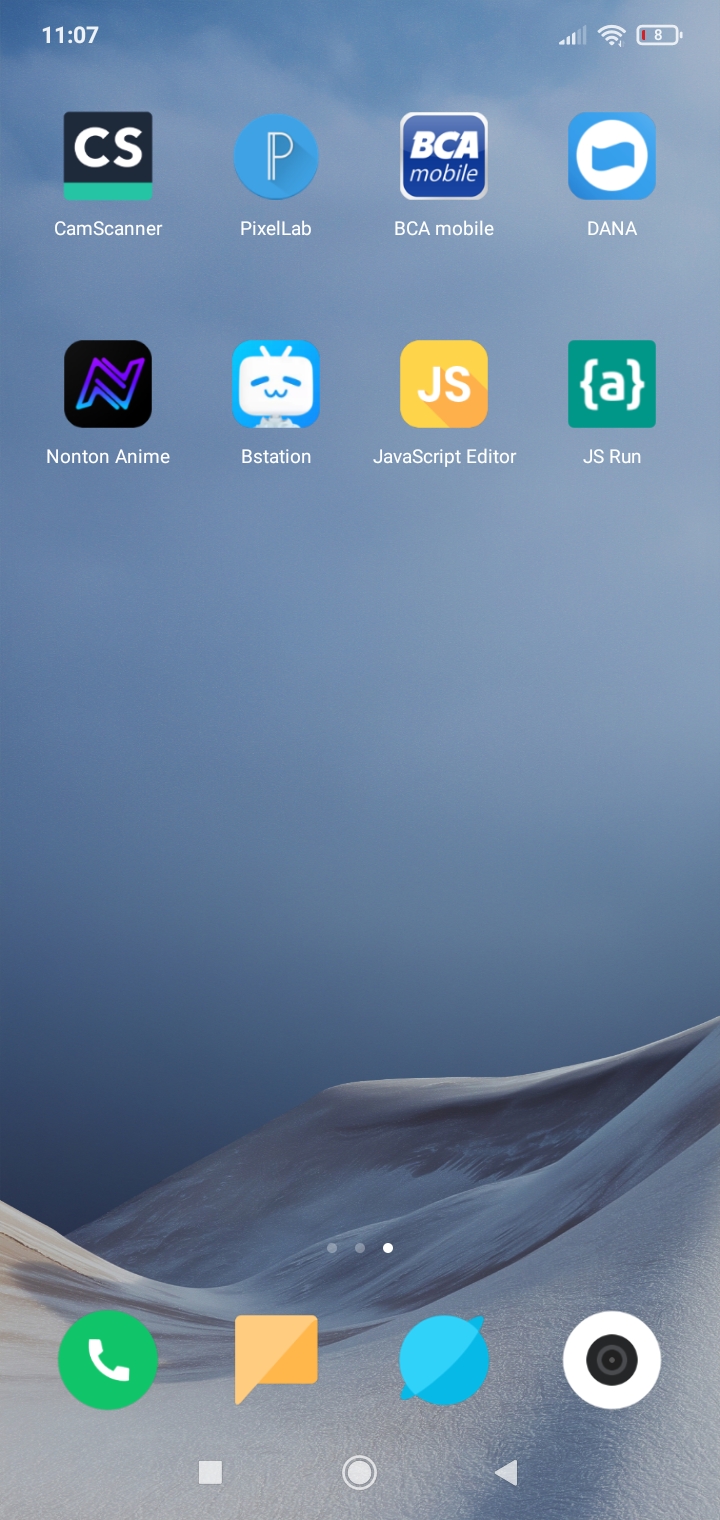 11:07
8
CS
P
BCA
mobile
CamScanner
PixelLab
BCA mobile
DANA
N
JS
{a}
Nonton Anime
Bstation
JavaScript Editor
JS Run